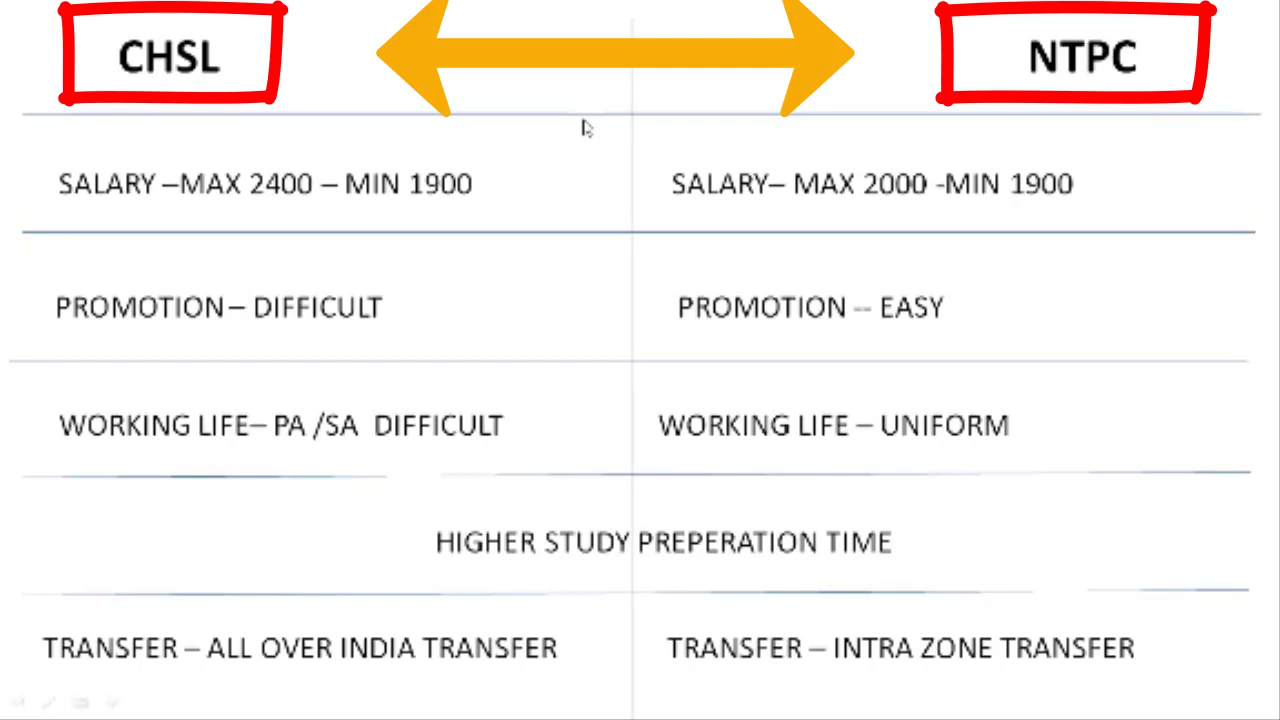 CHSL NTPC
SALARY –MAX 2400 – MIN 1900 SALARY– MAX 2000 -MIN 1900
PROMOTION – DIFFICULT PROMOTION -- EASY
WORKING LIFE– PA /SA DIFFICULT WORKING LIFE – UNIFORM
HIGHER STUDY PREPERATION TIME
TRANSFER – ALL OVER INDIA TRANSFER TRANSFER – INTRA ZONE TRANSFER